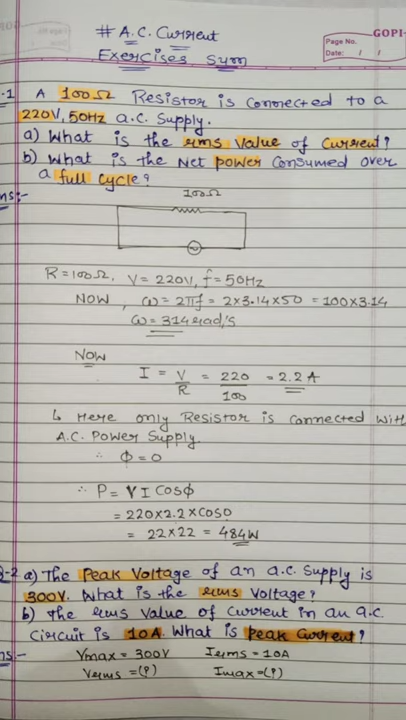 # A.C. Current
Exercises Sum
GOPI
Page No.
Date: / /
-1 A 100Ω Resistor is connected to a
220V, 50Hz a.c. Supply.
a) What is the rms Value of Current?
b) What is the Net power Consumed over
a full Cycle?
ns:-
100Ω
R=100Ω, V=220V, f=50Hz
NOW, ω=2πf = 2×3.14×50 = 100×3.14
ω=314rad/s
NOW
I = V/R = 220/100 = 2.2A
↳ Here only Resistor is connected with
A.C. Power Supply.
∴ ϕ=0
∴ P= VI Cosϕ
= 220×2.2×Cos0
= 22×22 = 484W
Q-2 a) The Peak Voltage of an a.c. Supply is
300V. What is the rms Voltage?
b) The rms Value of Current in an a.c.
Circuit is 10A. What is peak Current?
ns:-
Vmax = 300V Irms=10A
Vrms =(?) Imax=(?)